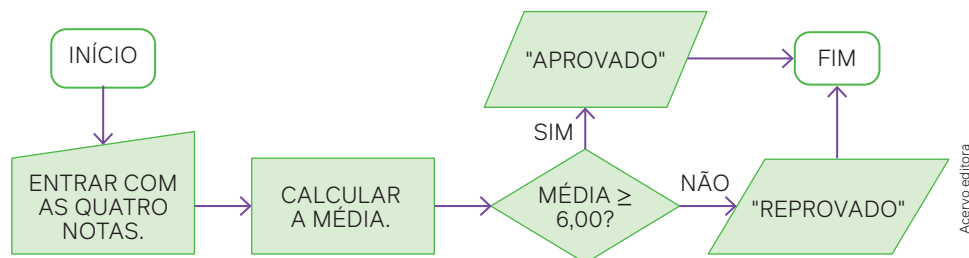 INÍCIO
ENTRAR COM
AS QUATRO
NOTAS.
CALCULAR
A MÉDIA.
MÉDIA ≥
6,00?
SIM
"APROVADO"
NÃO
"REPROVADO"
FIM
Acervo editora